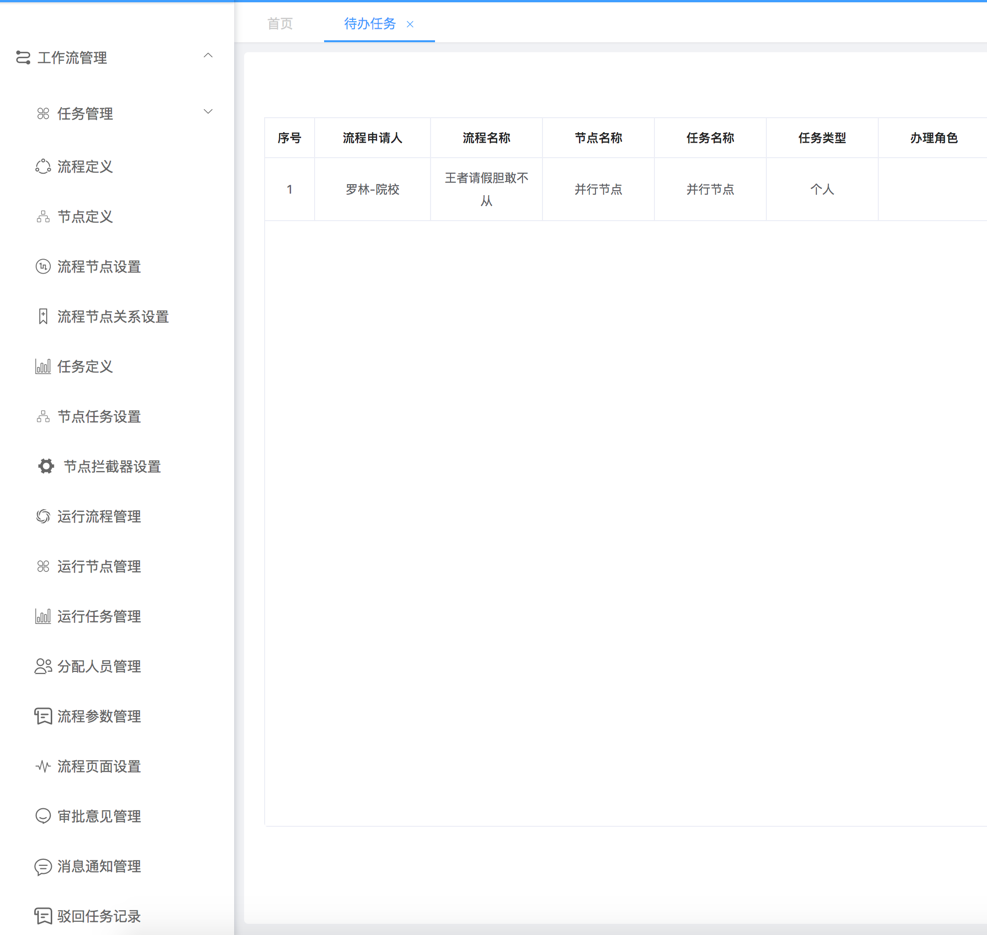 首页
待办任务
工作流管理
任务管理
流程定义
节点定义
流程节点设置
流程节点关系设置
任务定义
节点任务设置
节点拦截器设置
运行流程管理
运行节点管理
运行任务管理
分配人员管理
流程参数管理
流程页面设置
审批意见管理
消息通知管理
驳回任务记录
序号 流程申请人 流程名称 节点名称 任务名称 任务类型 办理角色
1 罗林-院校 王者请假胆敢不 并行节点 并行节点 个人
从